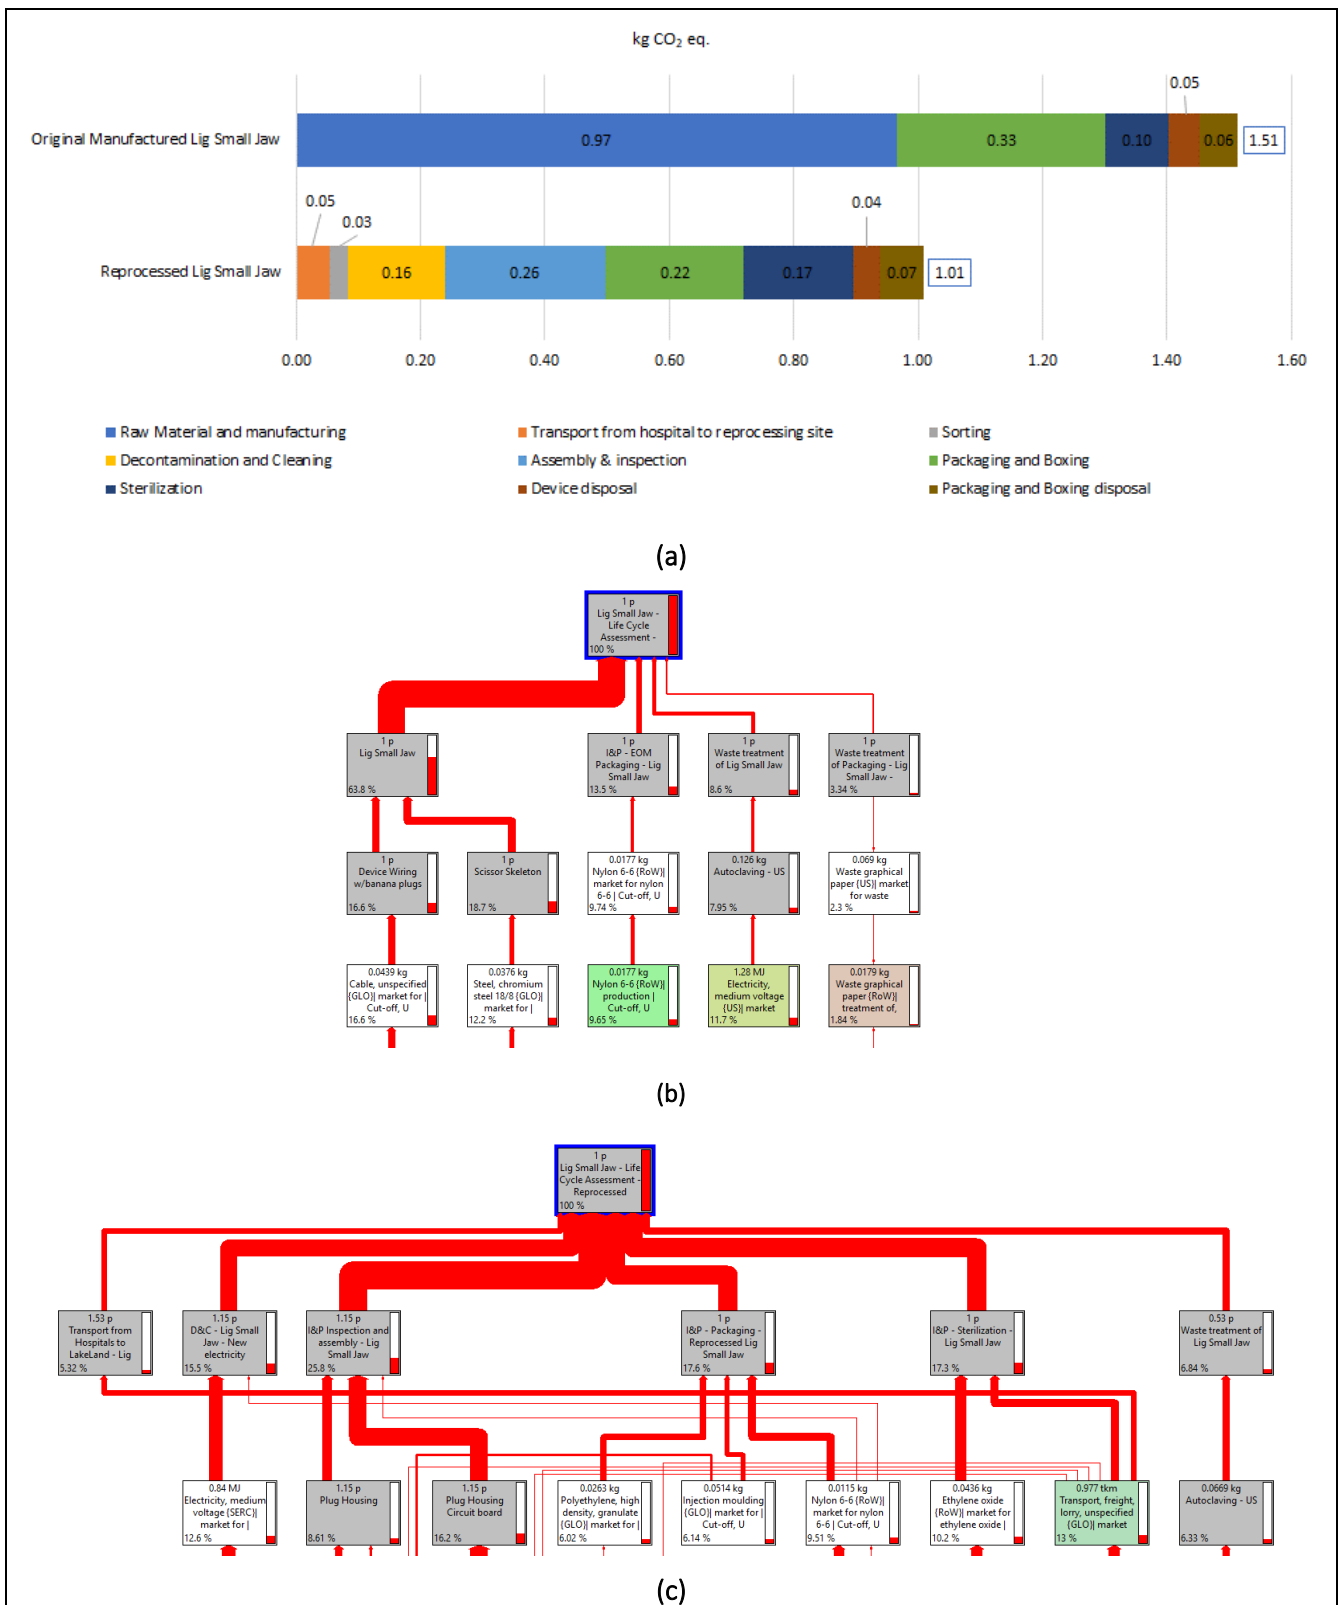 kg CO₂ eq.
0.05
Original Manufactured Lig Small Jaw
0.97
0.33
0.10
0.06
1.51
0.05
0.03
0.04
Reprocessed Lig Small Jaw
0.16
0.26
0.22
0.17
0.07
1.01
0.00
0.20
0.40
0.60
0.80
1.00
1.20
1.40
1.60
Raw Material and manufacturing
Transport from hospital to reprocessing site
Sorting
Decontamination and Cleaning
Assembly & inspection
Packaging and Boxing
Sterilization
Device disposal
Packaging and Boxing disposal
(a)
1 p
Lig Small Jaw -
Life Cycle
Assessment -
100 %
1 p
Lig Small Jaw
63.8 %
1 p
I&P - EOM
Packaging - Lig
Small Jaw
13.5 %
1 p
Waste treatment
of Lig Small Jaw
8.6 %
1 p
Waste treatment
of Packaging - Lig
Small Jaw -
3.34 %
1 p
Device Wiring
w/banana plugs
16.6 %
1 p
Scissor Skeleton
18.7 %
0.0177 kg
Nylon 6-6 {RoW}|
market for nylon
6-6 | Cut-off, U
9.74 %
0.126 kg
Autoclaving - US
7.95 %
0.069 kg
Waste graphical
paper {US}| market
for waste
2.3 %
0.0439 kg
Cable, unspecified
{GLO}| market for |
Cut-off, U
16.6 %
0.0376 kg
Steel, chromium
steel 18/8 {GLO}|
market for |
12.2 %
0.0177 kg
Nylon 6-6 {RoW}|
production |
Cut-off, U
9.65 %
1.28 MJ
Electricity,
medium voltage
{US}| market
11.7 %
0.0179 kg
Waste graphical
paper {RoW}|
treatment of,
1.84 %
(b)
1 p
Lig Small Jaw - Life
Cycle Assessment -
Reprocessed
100 %
1.53 p
Transport from
Hospitals to
LakeLand - Lig
5.32 %
1.15 p
D&C - Lig Small
Jaw - New
electricity
15.5 %
1.15 p
I&P Inspection and
assembly - Lig
Small Jaw
25.8 %
1 p
I&P - Packaging -
Reprocessed Lig
Small Jaw
17.6 %
1 p
I&P - Sterilization -
Lig Small Jaw
17.3 %
0.53 p
Waste treatment of
Lig Small Jaw
6.84 %
0.84 MJ
Electricity, medium
voltage {SERC}|
market for |
12.6 %
1.15 p
Plug Housing
8.61 %
1.15 p
Plug Housing
Circuit board
16.2 %
0.0263 kg
Polyethylene, high
density, granulate
{GLO}| market for |
6.02 %
0.0514 kg
Injection moulding
{GLO}| market for |
Cut-off, U
6.14 %
0.0115 kg
Nylon 6-6 {RoW}|
market for nylon
6-6 | Cut-off, U
9.51 %
0.0436 kg
Ethylene oxide
{RoW}| market for
ethylene oxide |
10.2 %
0.977 tkm
Transport, freight,
lorry, unspecified
{GLO}| market
13 %
0.0669 kg
Autoclaving - US
6.33 %
(c)